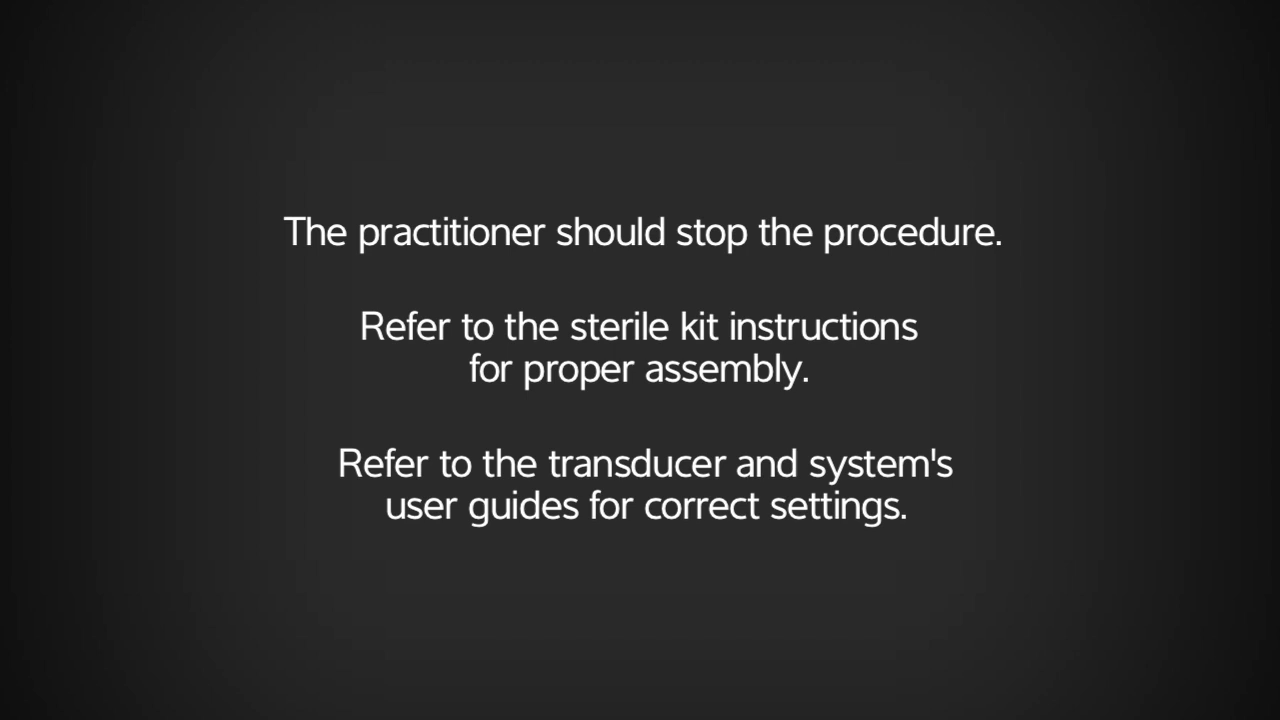 The practitioner should stop the procedure.
Refer to the sterile kit instructions
for proper assembly.
Refer to the transducer and system's
user guides for correct settings.